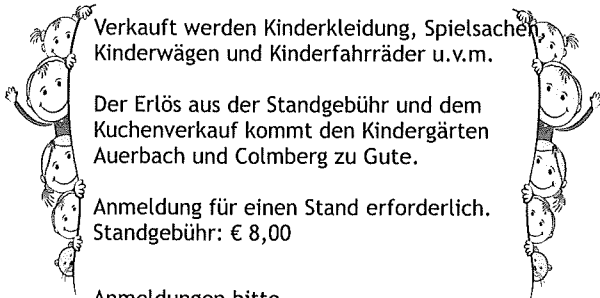 Verkauft werden Kinderkleidung, Spielsachen,
Kinderwägen und Kinderfahrräder u.v.m.
Der Erlös aus der Standgebühr und dem
Kuchenverkauf kommt den Kindergärten
Auerbach und Colmberg zu Gute.
Anmeldung für einen Stand erforderlich.
Standgebühr: € 8,00
Anmeldungen bitte